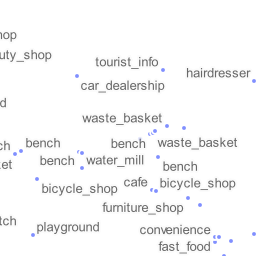 hop
uty_shop
tourist_info
hairdresser
car_dealership
d
waste_basket
ch
bench
bench
waste_basket
ket
bench
water_mill
bench
bicycle_shop
cafe
bicycle_shop
furniture_shop
tch
playground
convenience
fast_food